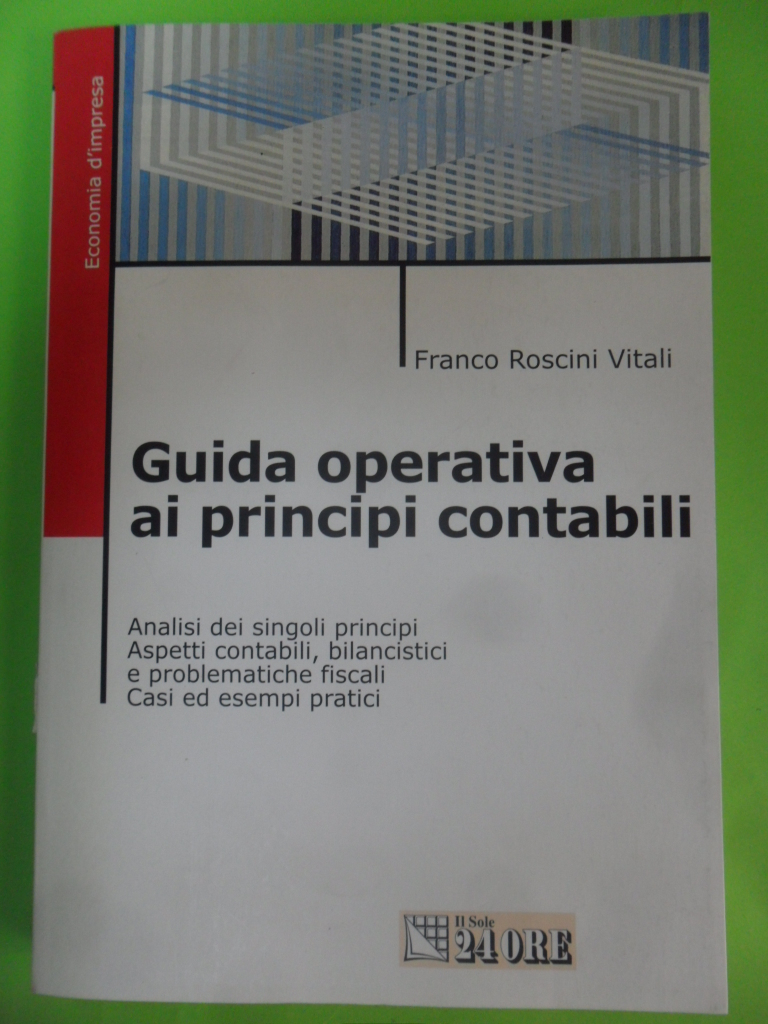 Economia d'impresa
Franco Roscini Vitali
Guida operativa
ai principi contabili
Analisi dei singoli principi
Aspetti contabili, bilancistici
e problematiche fiscali
Casi ed esempi pratici
Il Sole
24 ORE